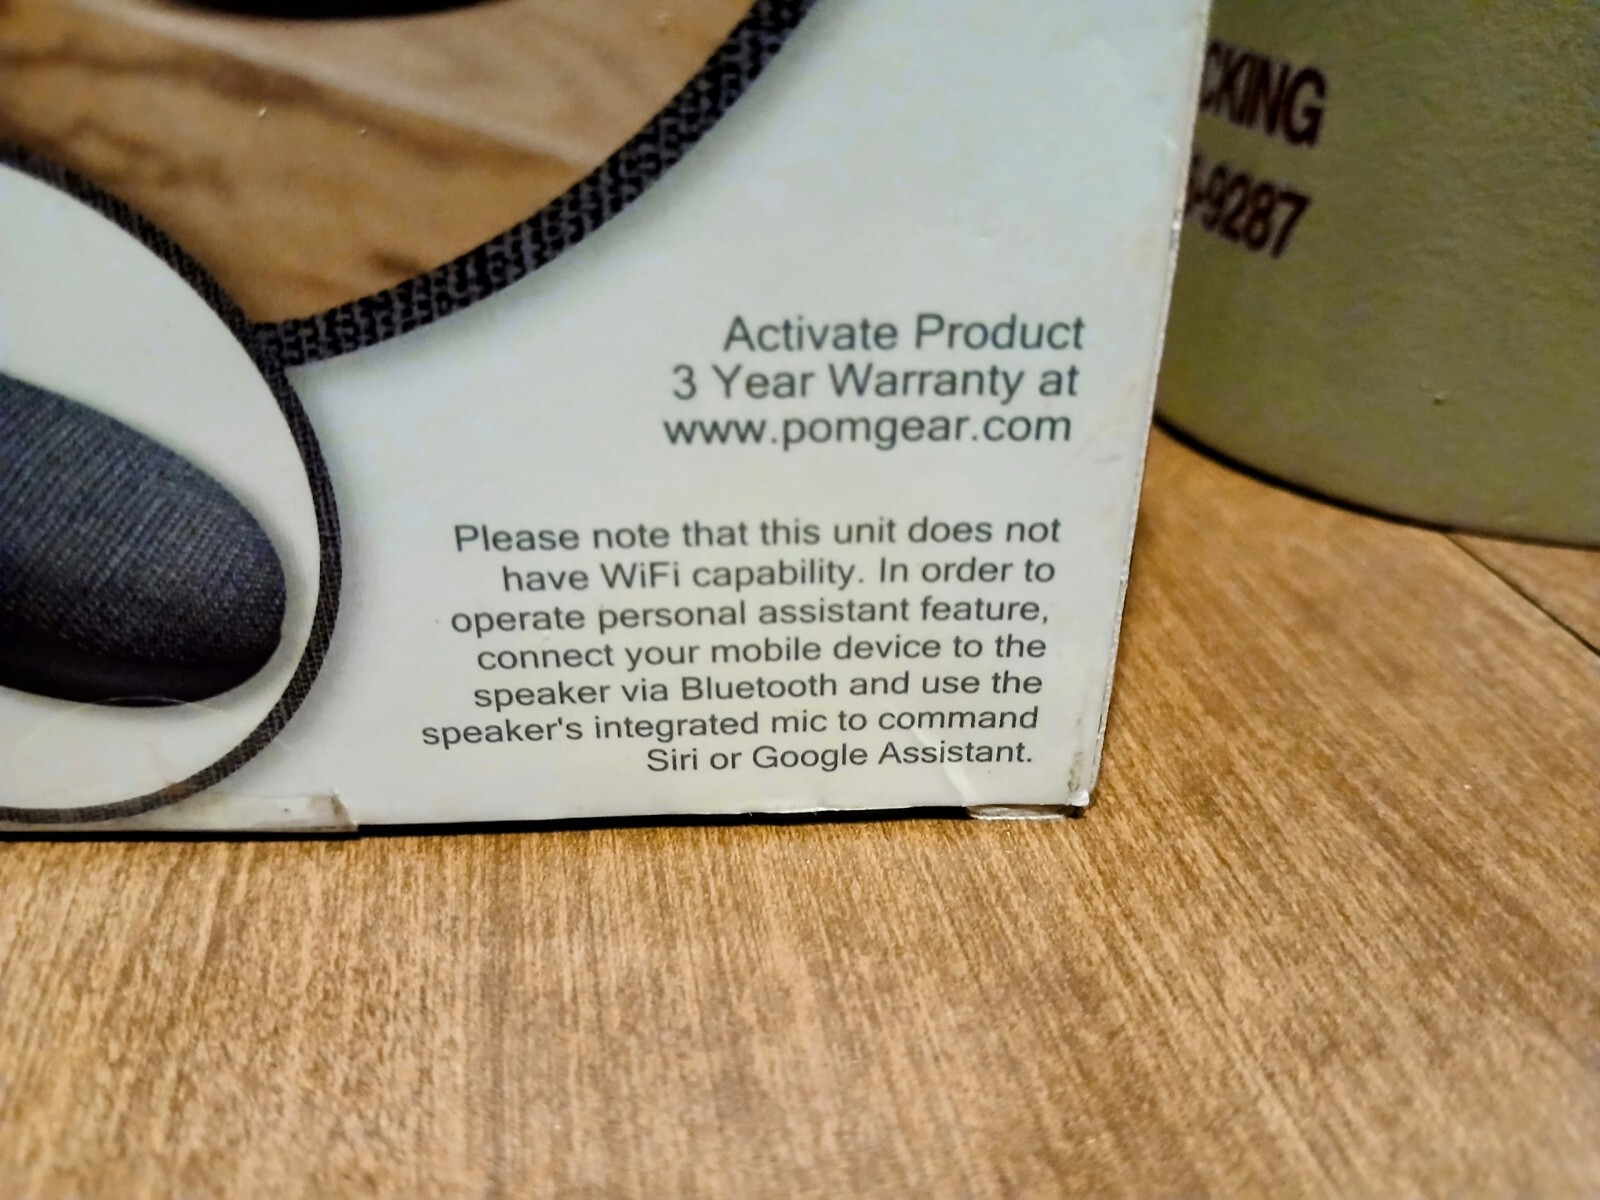 Activate Product
3 Year Warranty at
www.pomgear.com
Please note that this unit does not
have WiFi capability. In order to
operate personal assistant feature,
connect your mobile device to the
speaker via Bluetooth and use the
speaker's integrated mic to command
Siri or Google Assistant.
CKING
-9287